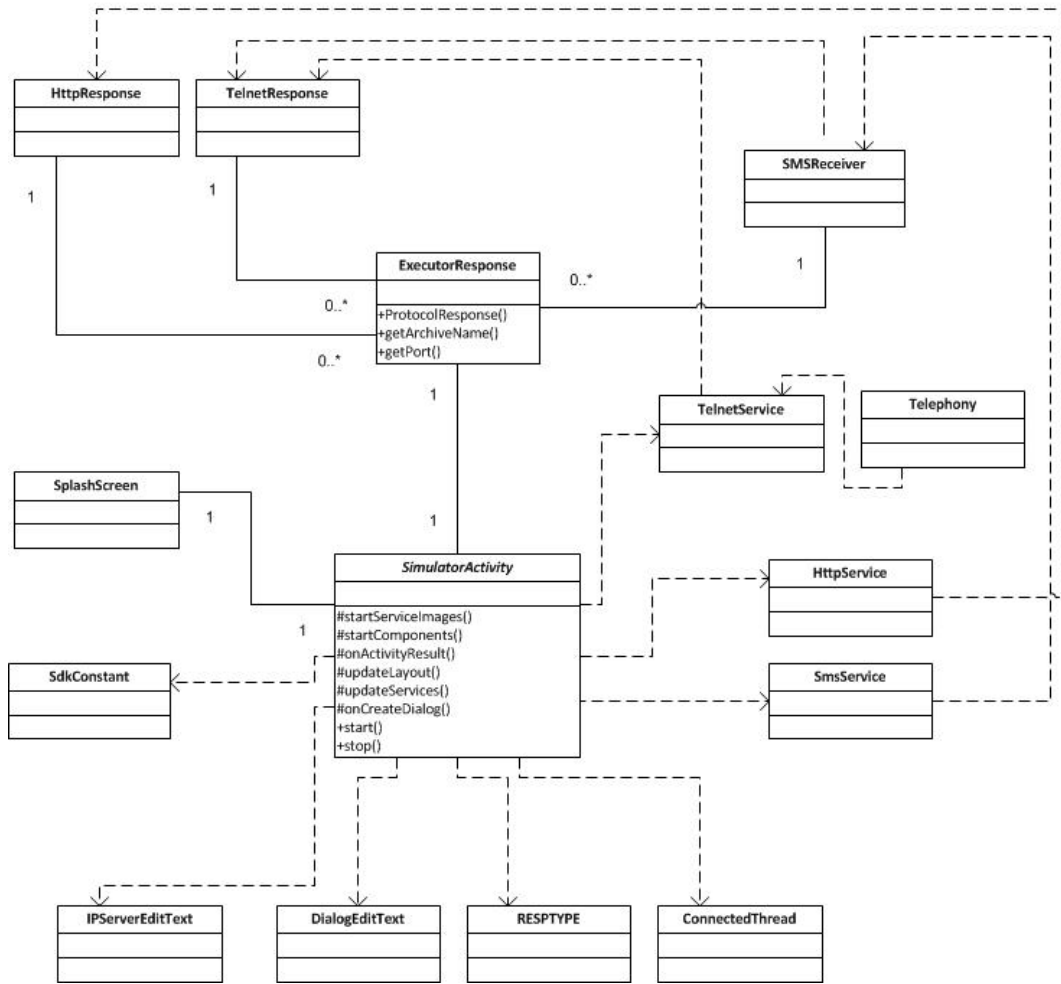 HttpResponse
TelnetResponse
SMSReceiver
1
1
1
ExecutorResponse
0..*
0..*
+ProtocolResponse()
+getArchiveName()
+getPort()
0..*
1
TelnetService
Telephony
SplashScreen
1
1
SimulatorActivity
HttpService
#startServiceImages()
#startComponents()
#onActivityResult()
#updateLayout()
#updateServices()
#onCreateDialog()
+start()
+stop()
1
SdkConstant
SmsService
IPServerEditText
DialogEditText
RESPTYPE
ConnectedThread